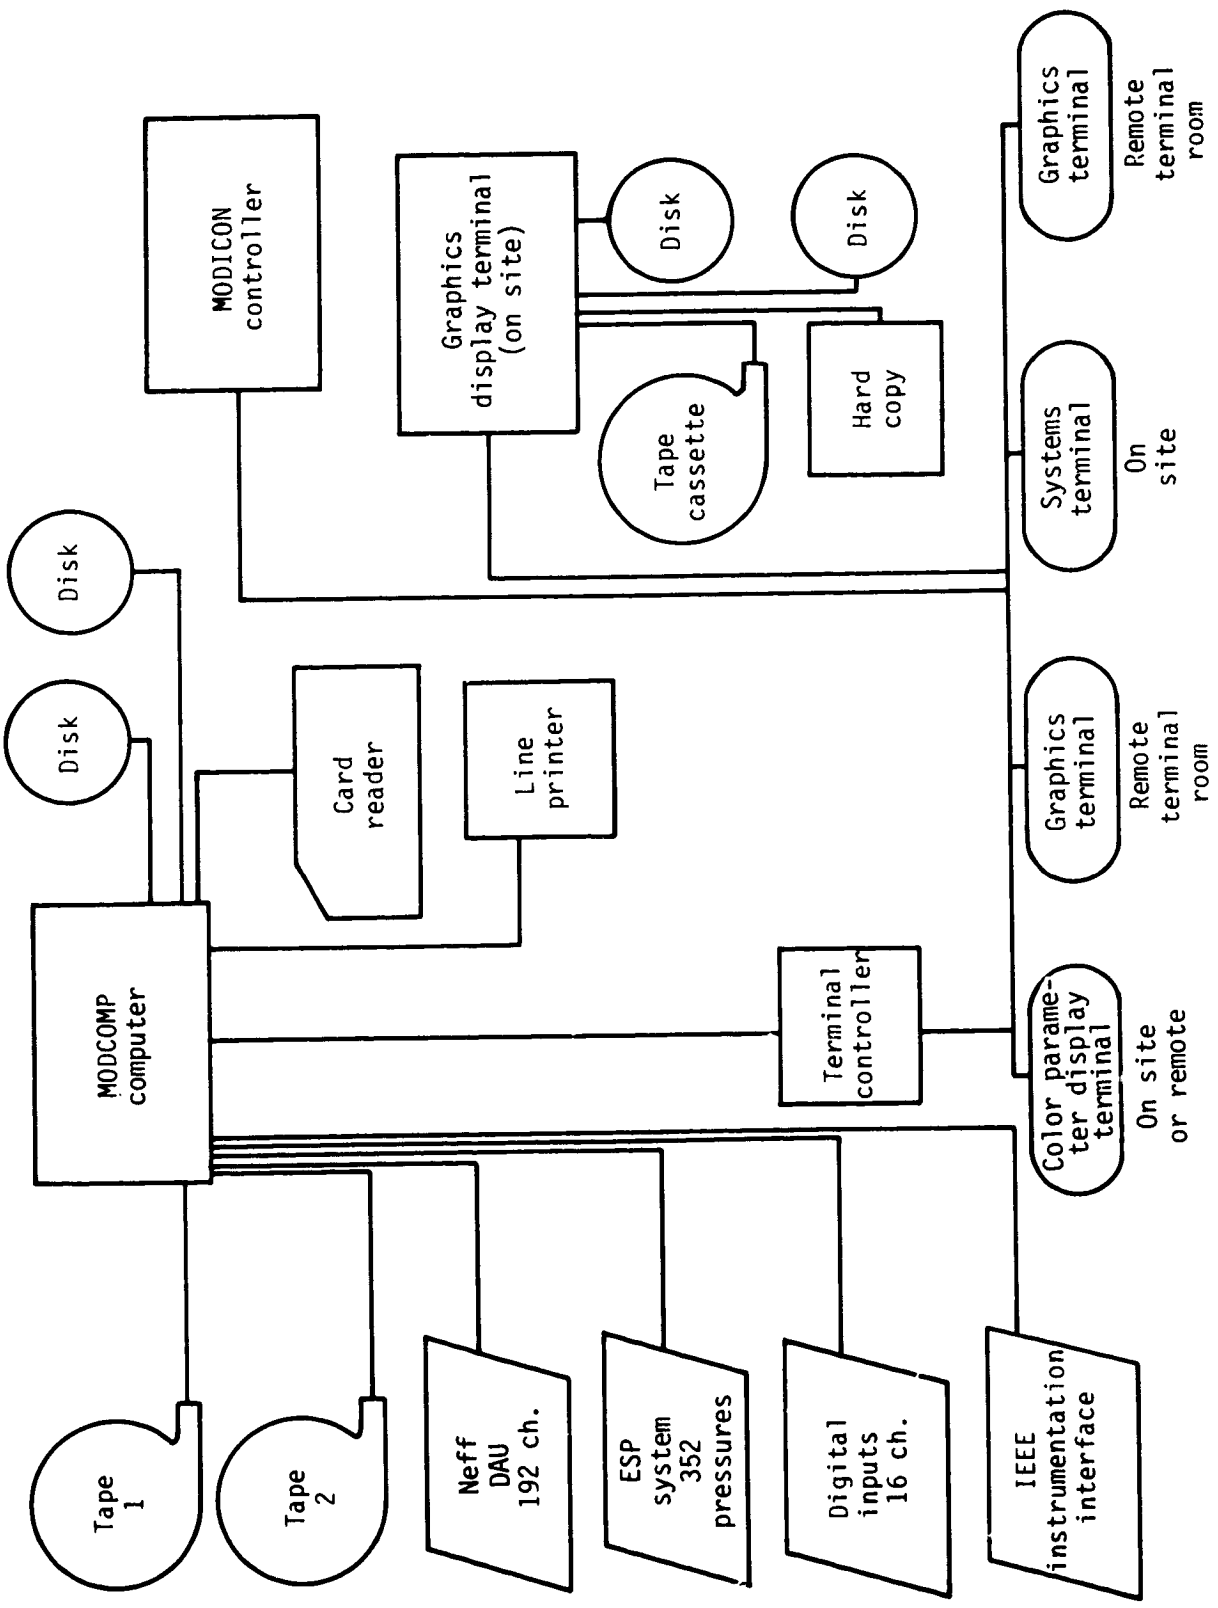 Tape
1
Tape
2
Neff
DAU
192 ch.
ESP
system
352
pressures
Digital
inputs
16 ch.
IEEE
instrumentation
interface
MODCOMP
computer
Disk
Disk
Card
reader
Line
printer
Terminal
controller
MODICON
controller
Graphics
display terminal
(on site)
Disk
Disk
Tape
cassette
Hard
copy
Color parame-
ter display
terminal
On site
or remote
Graphics
terminal
Remote
terminal
room
Systems
terminal
On
site
Graphics
terminal
Remote
terminal
room